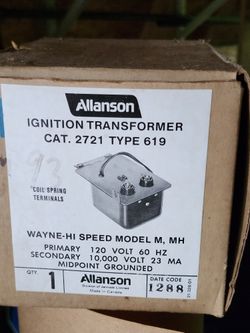 Allanson
IGNITION TRANSFORMER
CAT. 2721 TYPE 619
93
COIL SPRING
TERMINALS
WAYNE-HI SPEED MODEL M, MH
PRIMARY 120 VOLT 60 HZ
SECONDARY 10,000 VOLT 23 MA
MIDPOINT GROUNDED
QTY.
1
Allanson
Made in Canada
DATE CODE
1288